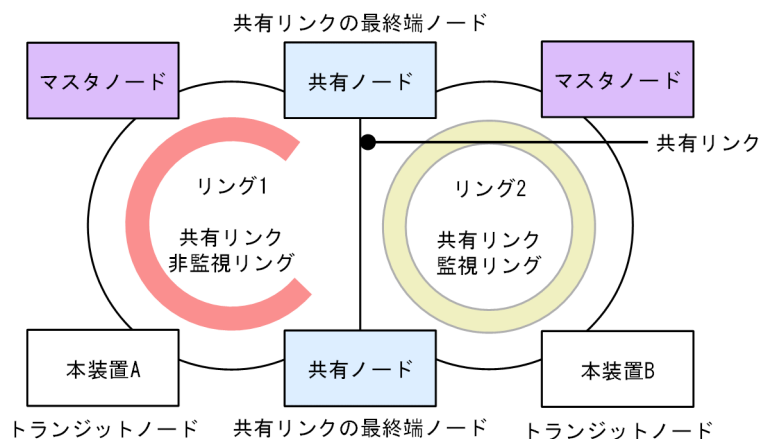 共有リンクの最終端ノード
マスタノード
共有ノード
マスタノード
共有リンク
リング1
共有リンク
非監視リング
リング2
共有リンク
監視リング
本装置A
共有ノード
本装置B
トランジットノード
共有リンクの最終端ノード
トランジットノード